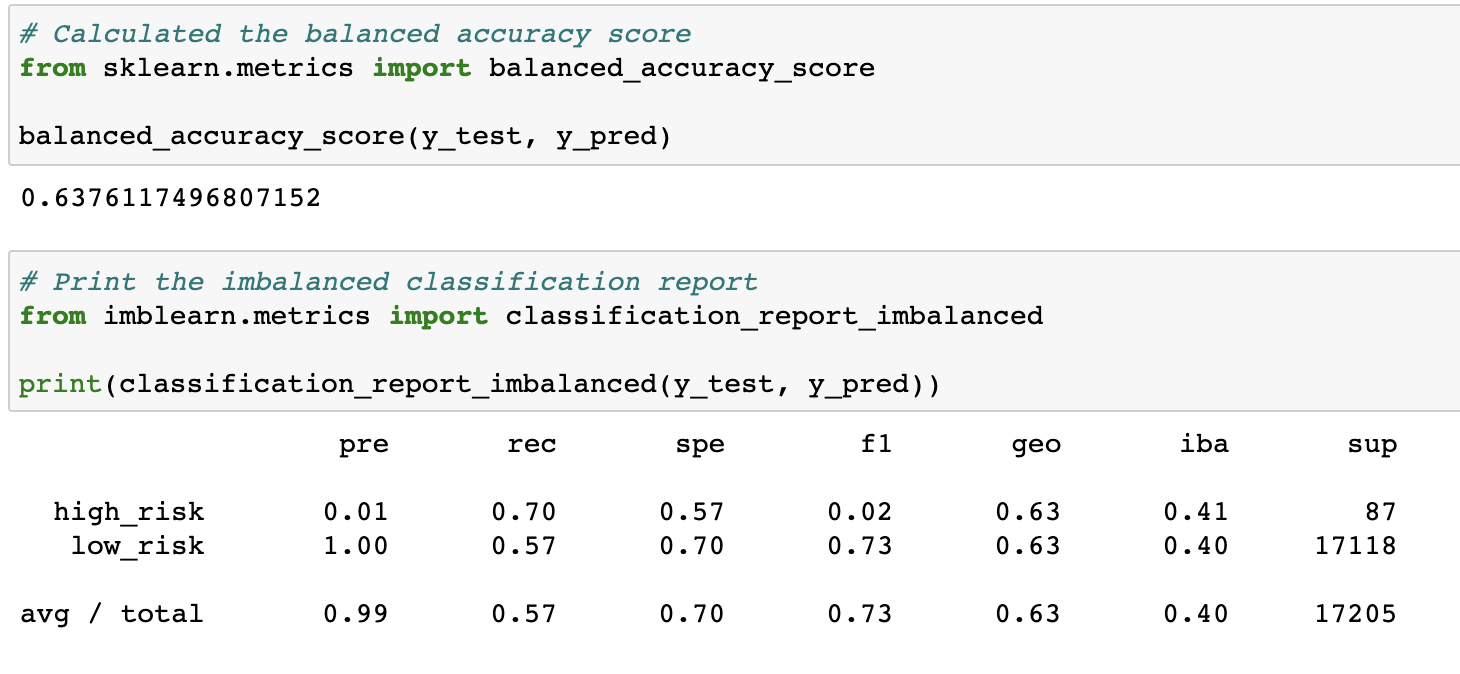 # Calculated the balanced accuracy score
from sklearn.metrics import balanced_accuracy_score
balanced_accuracy_score(y_test, y_pred)
0.6376117496807152
# Print the imbalanced classification report
from imblearn.metrics import classification_report_imbalanced
print(classification_report_imbalanced(y_test, y_pred))
pre rec spe f1 geo iba sup
high_risk 0.01 0.70 0.57 0.02 0.63 0.41 87
low_risk 1.00 0.57 0.70 0.73 0.63 0.40 17118
avg / total 0.99 0.57 0.70 0.73 0.63 0.40 17205